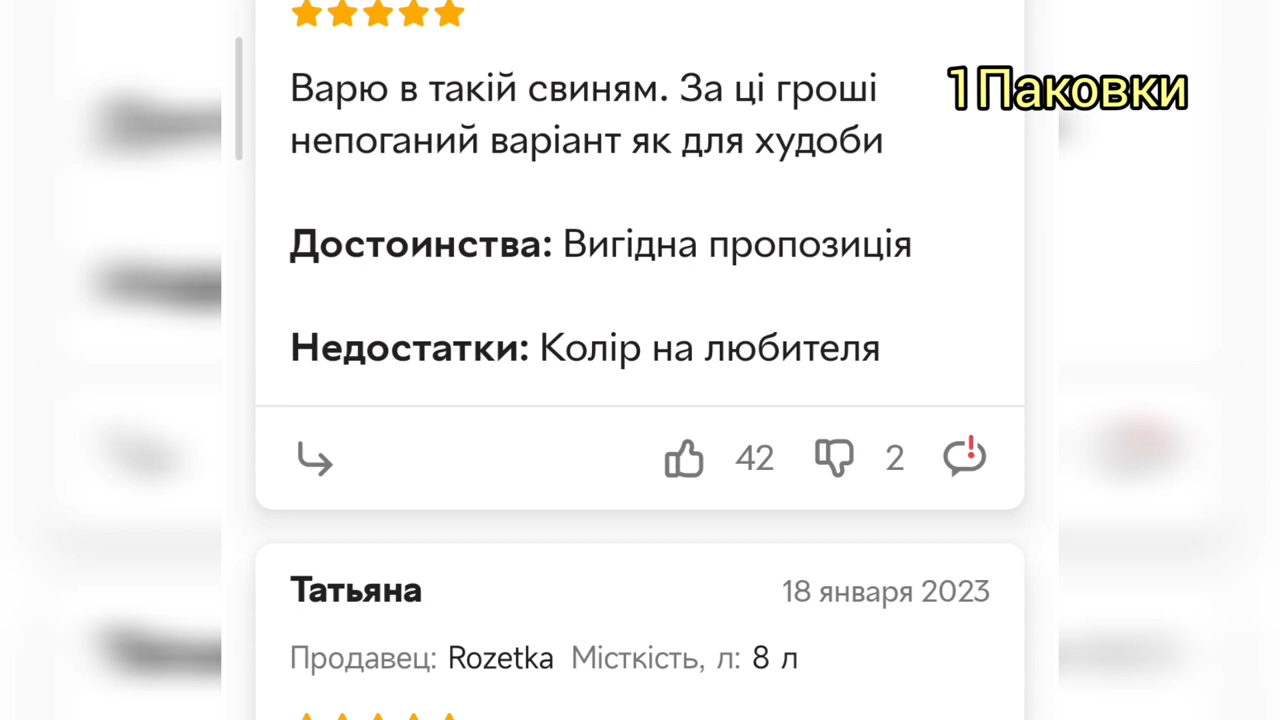 Варю в такій свиням. За ці гроші
непоганий варіант як для худоби
1 Паковки
Достоинства: Вигідна пропозиція
Недостатки: Колір на любителя
42 2
Татьяна 18 января 2023
Продавец: Rozetka Місткість, л: 8 л